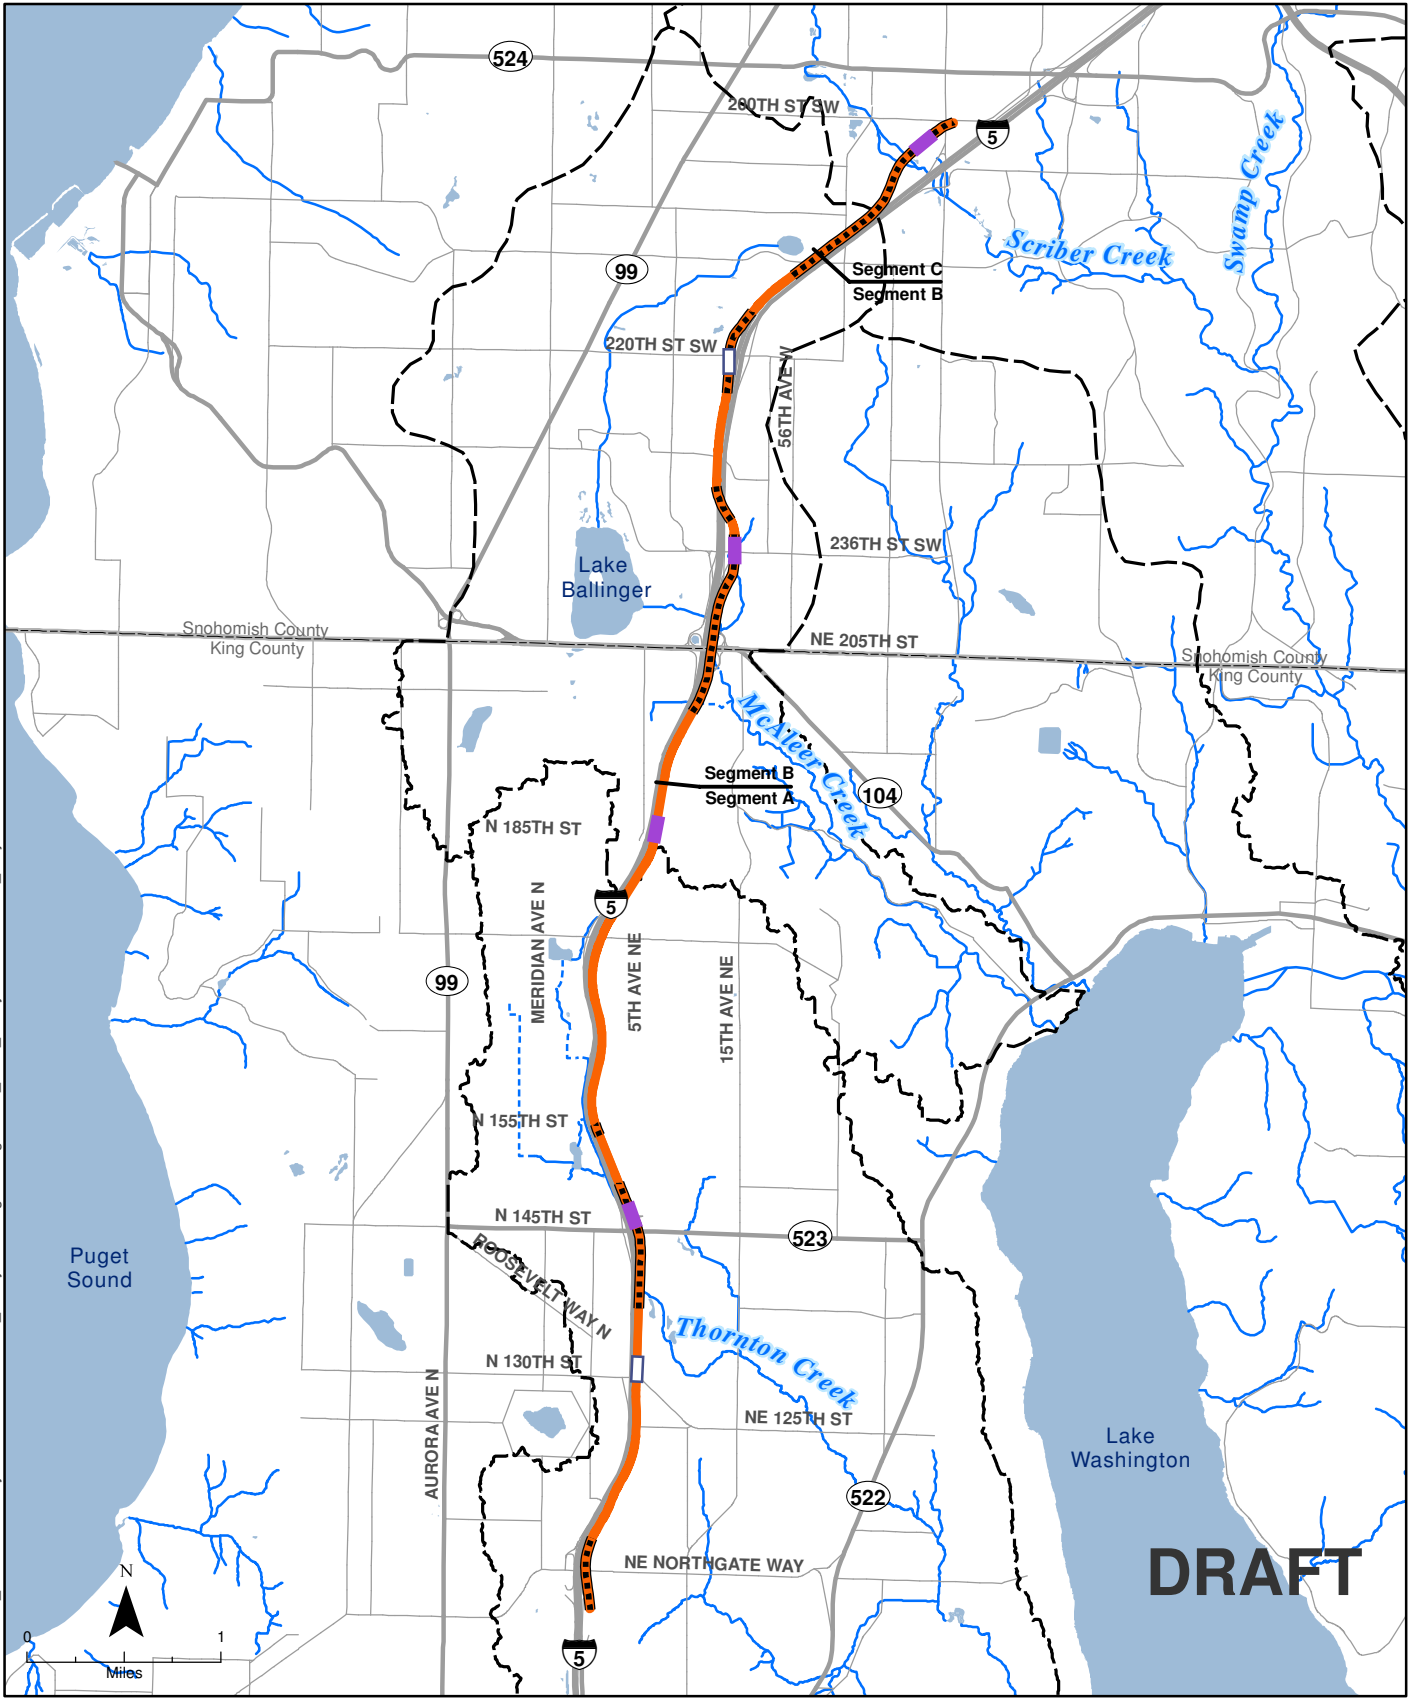 524
200TH ST SW
5
Swamp Creek
Scriber Creek
99
Segment C
Segment B
220TH ST SW
56TH AVE W
236TH ST SW
Lake
Ballinger
Snohomish County
King County
NE 205TH ST
Snohomish County
King County
McAleer Creek
Segment B
Segment A
104
N 185TH ST
5
MERIDIAN AVE N
5TH AVE NE
15TH AVE NE
99
N 155TH ST
N 145TH ST
523
ROOSEVELT WAY N
Puget
Sound
Thornton Creek
N 130TH ST
AURORA AVE N
NE 125TH ST
Lake
Washington
522
NE NORTHGATE WAY
DRAFT
N
0 1
Miles
5